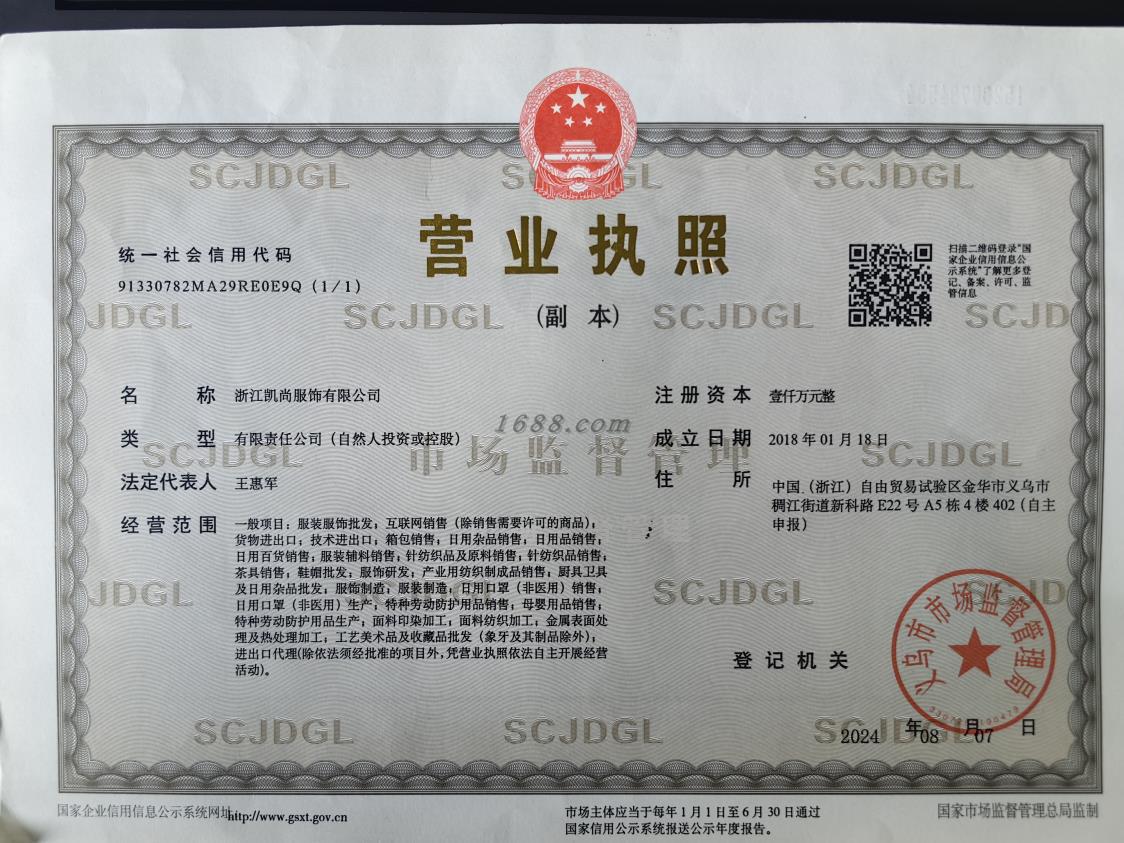 营业执照
(副 本)
统一社会信用代码
91330782MA29RE0E9Q (1/1)
扫描二维码登录“国
家企业信用信息公
示系统”了解更多登
记、备案、许可、监
管信息
名 称 浙江凯尚服饰有限公司
类 型 有限责任公司（自然人投资或控股）
法定代表人 王惠军
经营范围 一般项目：服装服饰批发；互联网销售（除销售需要许可的商品）；
货物进出口；技术进出口；箱包销售；日用杂品销售；日用品销售；
日用百货销售；服装辅料销售；针纺织品及原料销售；针纺织品销售；
茶具销售；鞋帽批发；服饰研发；产业用纺织制成品销售；厨具卫具
及日用杂品批发；服饰制造；服装制造；日用口罩（非医用）销售；
日用口罩（非医用）生产；特种劳动防护用品销售；母婴用品销售；
特种劳动防护用品生产；面料印染加工；面料纺织加工；金属表面处
理及热处理加工；工艺美术品及收藏品批发（象牙及其制品除外）；
进出口代理(除依法须经批准的项目外，凭营业执照依法自主开展经营
活动)。
注册资本 壹仟万元整
成立日期 2018年01月18日
住 所 中国（浙江）自由贸易试验区金华市义乌市
稠江街道新科路E22号A5栋4楼402（自主
申报）
1688.com
市场监督管理
SCJDGL
SCJDGL
SCJDGL
SCJDGL
SCJDGL
SCJDGL
SCJDGL
SCJDGL
SCJDGL
SCJDGL
登记机关
义乌市市场监督管理局
2024年08月07日
国家企业信用信息公示系统网址http://www.gsxt.gov.cn
市场主体应当于每年1月1日至6月30日通过
国家信用公示系统报送公示年度报告。
国家市场监督管理总局监制